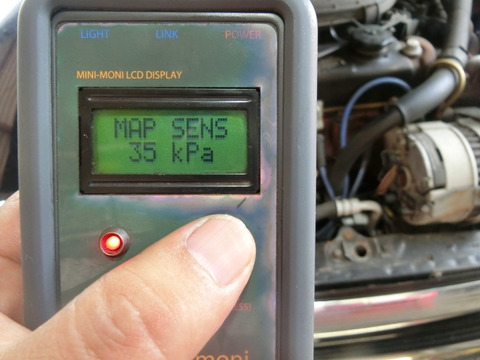 LIGHT LINK POWER
MINI-MONI LCD DISPLAY
MAP SENS
35 kPa
moni